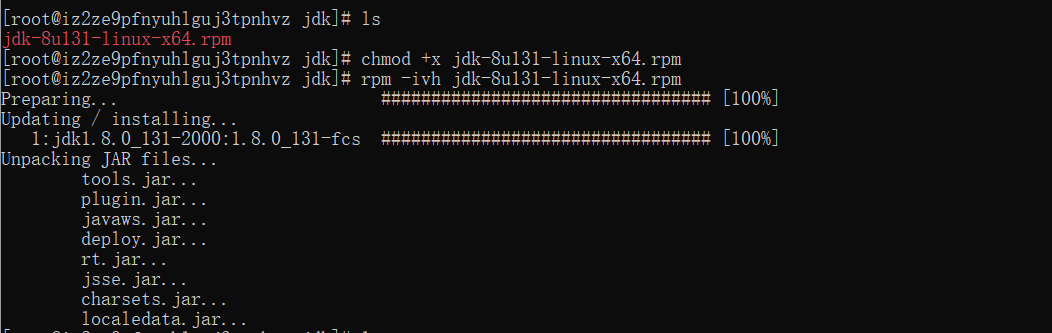 [root@iz2ze9pfnyuhlguj3tpnhvz jdk]# ls
jdk-8u131-linux-x64.rpm
[root@iz2ze9pfnyuhlguj3tpnhvz jdk]# chmod +x jdk-8u131-linux-x64.rpm
[root@iz2ze9pfnyuhlguj3tpnhvz jdk]# rpm -ivh jdk-8u131-linux-x64.rpm
Preparing... ################################# [100%]
Updating / installing...
1:jdk1.8.0_131-2000:1.8.0_131-fcs ################################# [100%]
Unpacking JAR files...
tools.jar...
plugin.jar...
javaws.jar...
deploy.jar...
rt.jar...
jsse.jar...
charsets.jar...
localedata.jar...